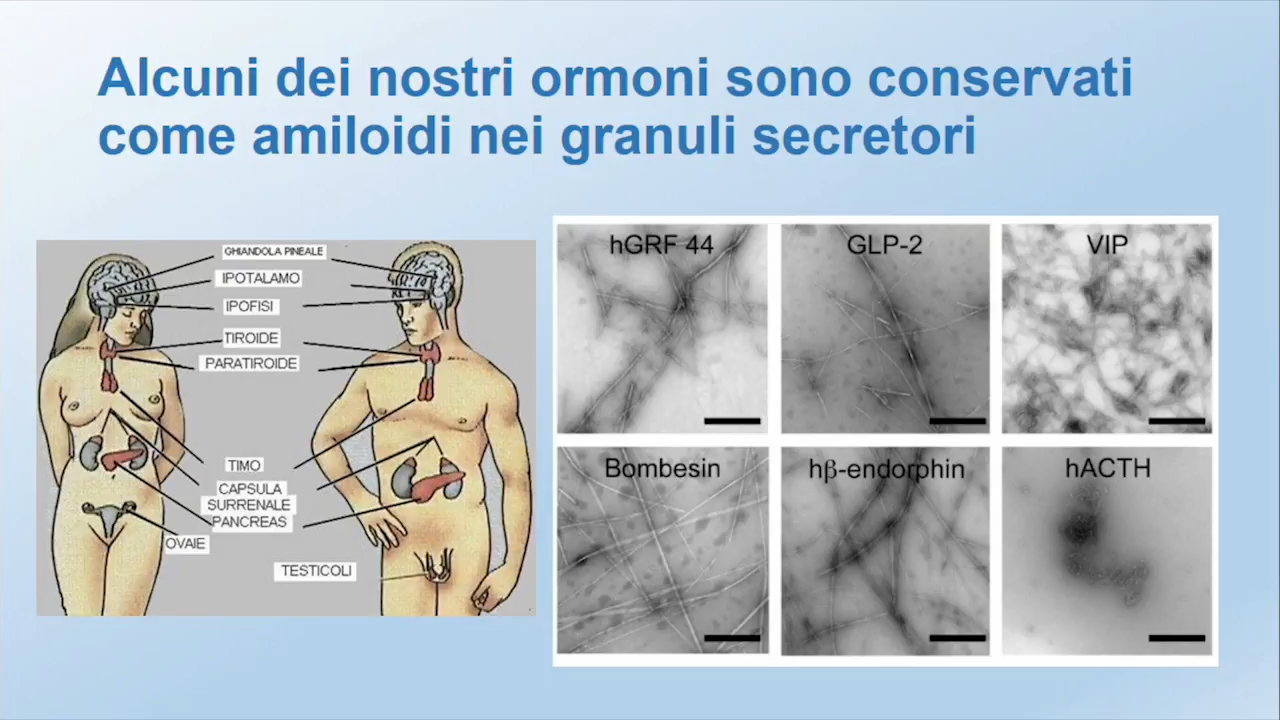 Alcuni dei nostri ormoni sono conservati
come amiloidi nei granuli secretori
GHIANDOLA PINEALE
IPOTALAMO
IPOFISI
TIROIDE
PARATIROIDE
TIMO
CAPSULA
SURRENALE
PANCREAS
OVAIE
TESTICOLI
hGRF 44
GLP-2
VIP
Bombesin
hβ-endorphin
hACTH